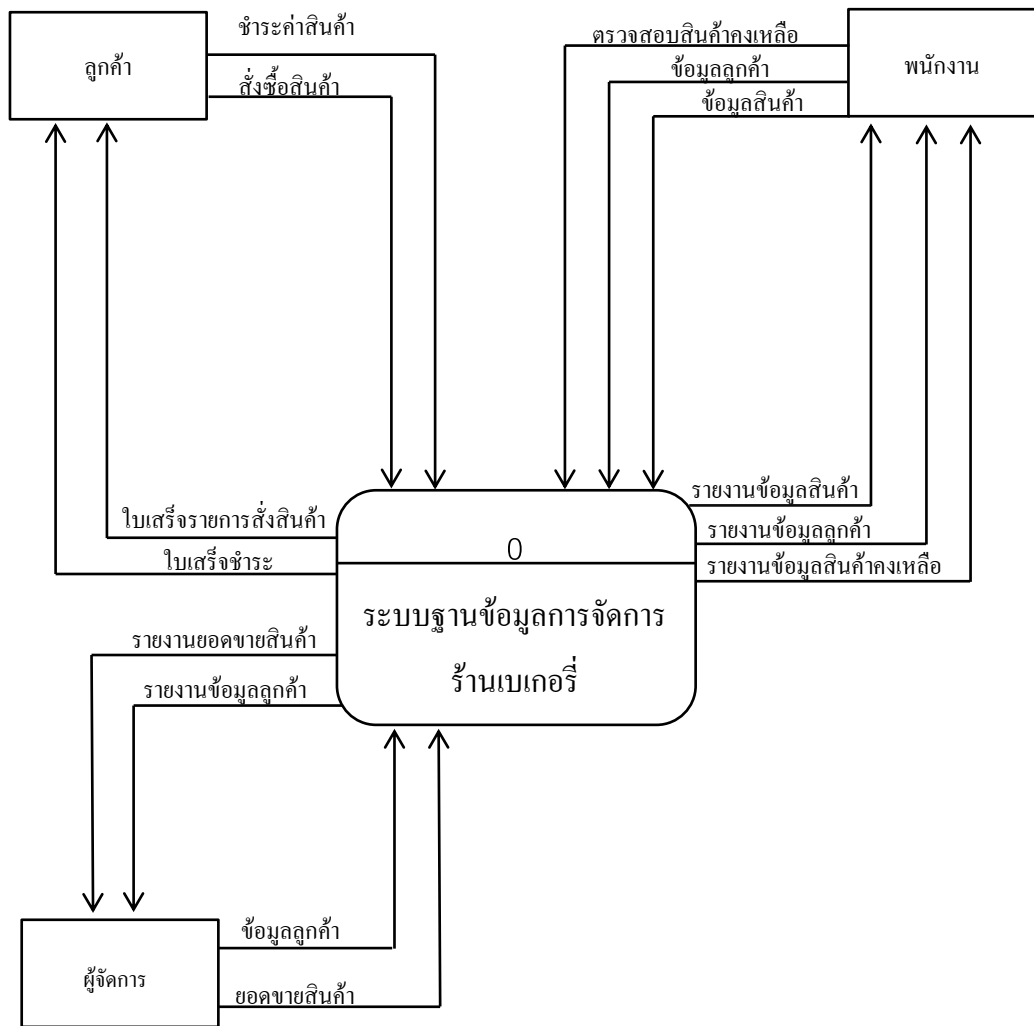 ชำระค่าสินค้า
ลูกค้า
สั่งซื้อสินค้า
ตรวจสอบสินค้าคงเหลือ
ข้อมูลลูกค้า
ข้อมูลสินค้า
พนักงาน
ใบเสร็จรายการสั่งสินค้า
ใบเสร็จชำระ
รายงานข้อมูลสินค้า
รายงานข้อมูลลูกค้า
รายงานข้อมูลสินค้าคงเหลือ
0
ระบบฐานข้อมูลการจัดการ
ร้านเบเกอรี่
รายงานยอดขายสินค้า
รายงานข้อมูลลูกค้า
ข้อมูลลูกค้า
ผู้จัดการ
ยอดขายสินค้า